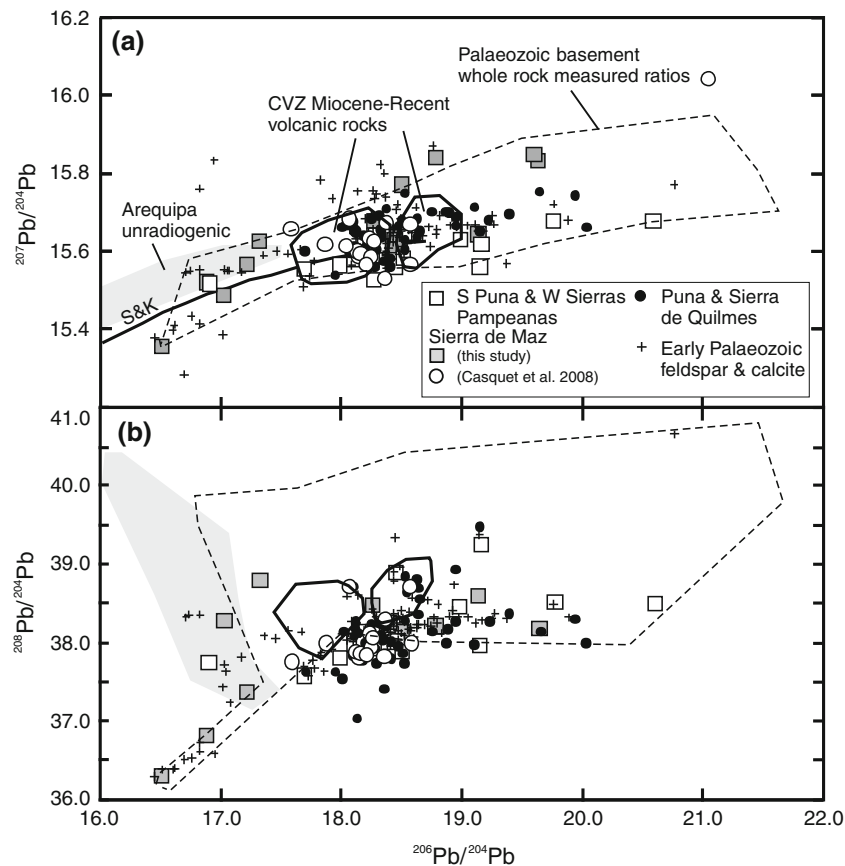 (a)
16.2
16.0
15.8
15.6
15.4
207Pb/204Pb
Palaeozoic basement
whole rock measured ratios
CVZ Miocene-Recent
volcanic rocks
Arequipa
unradiogenic
S&K
S Puna & W Sierras
Pampeanas
Sierra de Maz
(this study)
(Casquet et al. 2008)
Puna & Sierra
de Quilmes
Early Palaeozoic
feldspar & calcite
(b)
41.0
40.0
39.0
38.0
37.0
36.0
208Pb/204Pb
16.0 17.0 18.0 19.0 20.0 21.0 22.0
206Pb/204Pb